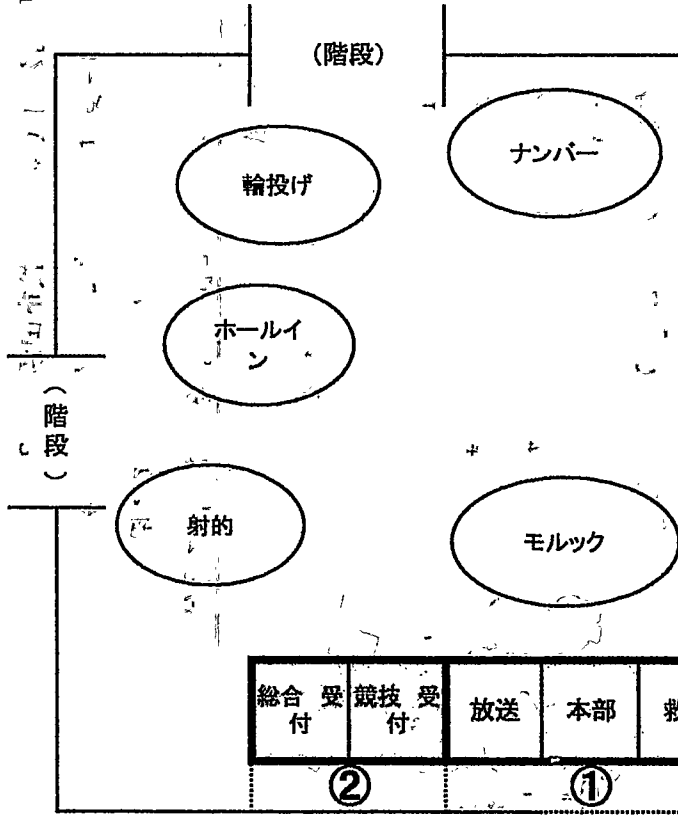 (階段)
ナンバー
輪投げ
ホールイ
ン
(階段)
射的
モルック
総合 受
付
競技 受
付
放送
本部
救
②
①